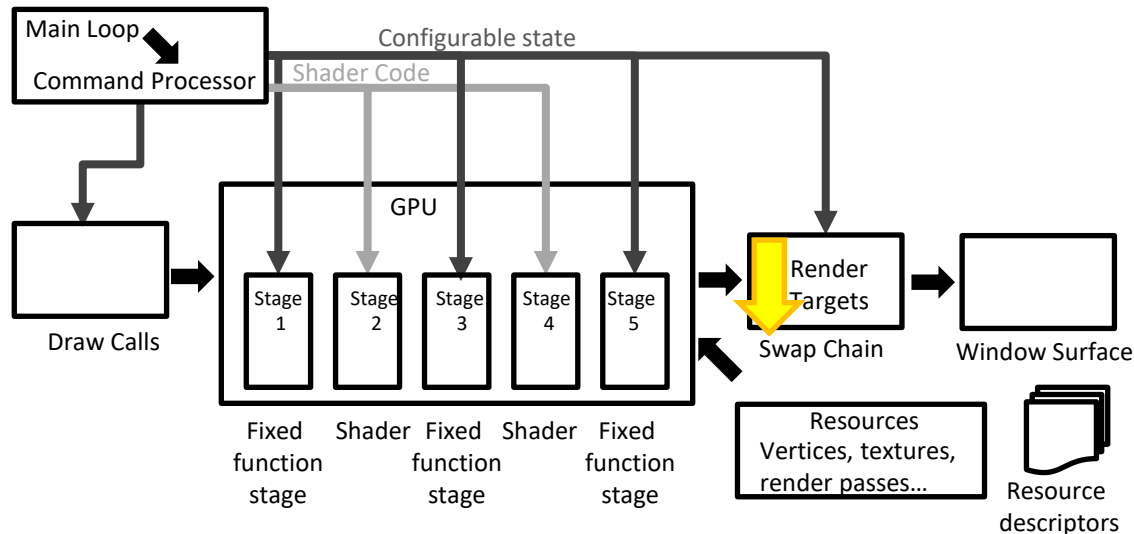 Main Loop
Command Processor
Configurable state
Shader Code
GPU
Stage
1
Stage
2
Stage
3
Stage
4
Stage
5
Render
Targets
Draw Calls
Swap Chain
Window Surface
Fixed
function
stage
Shader
Fixed
function
stage
Shader
Fixed
function
stage
Resources
Vertices, textures,
render passes...
Resource
descriptors